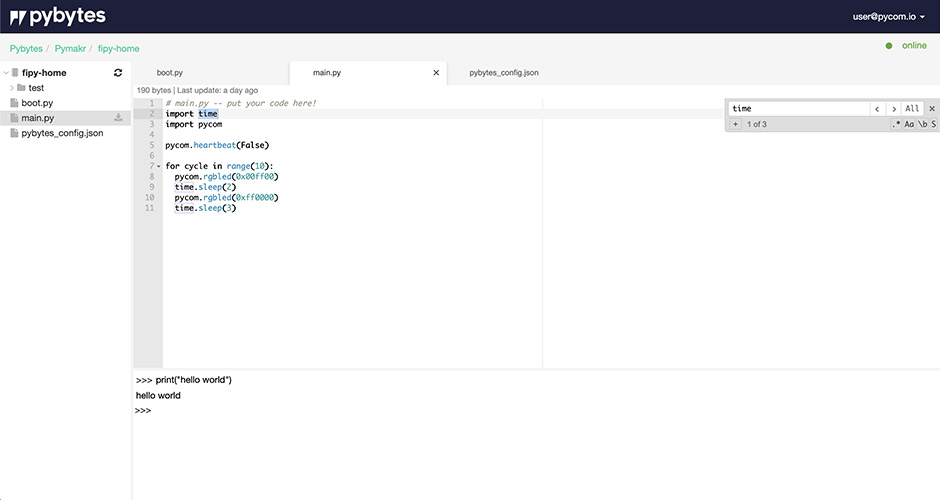 pybytes
user@pycom.io
Pybytes / Pymakr / fipy-home
online
fipy-home
test
boot.py
main.py
pybytes_config.json
boot.py main.py × pybytes_config.json
190 bytes | Last update: a day ago
1 # main.py -- put your code here!
2 import time
3 import pycom
4
5 pycom.heartbeat(False)
6
7 for cycle in range(10):
8 pycom.rgbled(0x00ff00)
9 time.sleep(2)
10 pycom.rgbled(0xff0000)
11 time.sleep(3)
time < > All ×
+ 1 of 3 .* Aa \b S
>>> print("hello world")
hello world
>>>